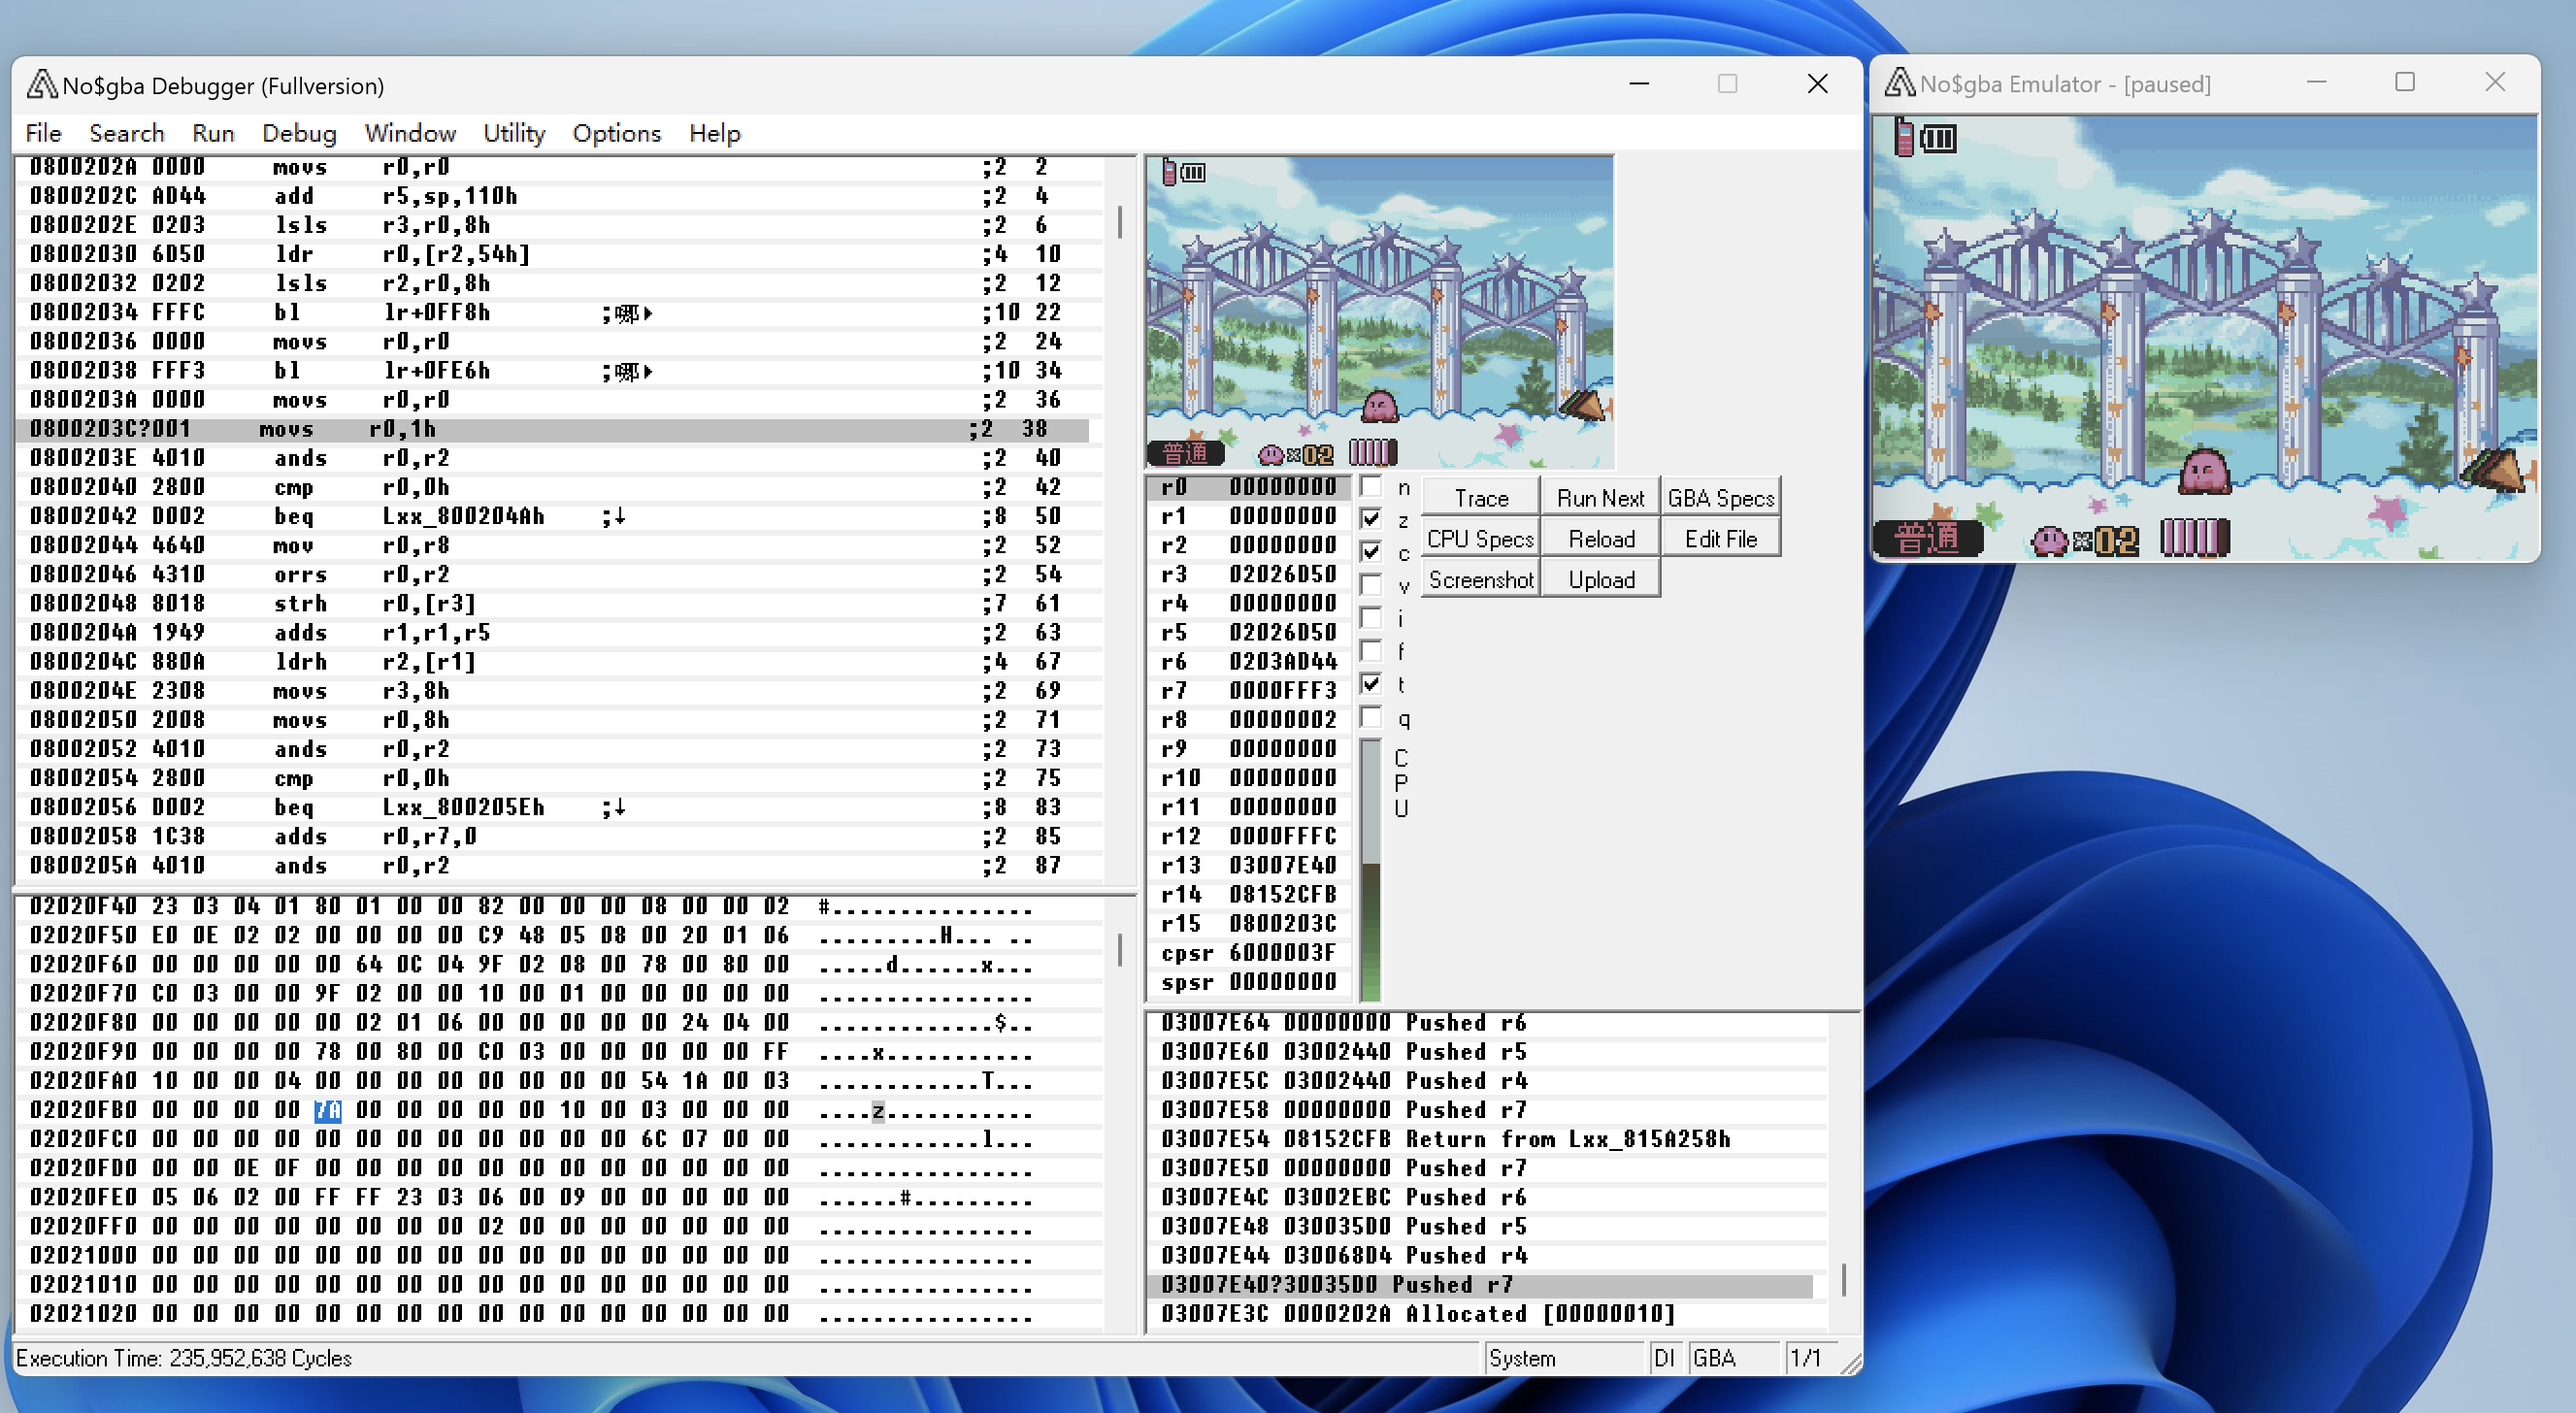 No$gba Debugger (Fullversion)
File Search Run Debug Window Utility Options Help
0800202A 0000 movs r0,r0 ;2 2
0800202C AD44 add r5,sp,110h ;2 4
0800202E 0203 lsls r3,r0,8h ;2 6
08002030 6D50 ldr r0,[r2,54h] ;4 10
08002032 0202 lsls r2,r0,8h ;2 12
08002034 FFFC bl lr+0FF8h ;10 22
08002036 0000 movs r0,r0 ;2 24
08002038 FFF3 bl lr+0FE6h ;10 34
0800203A 0000 movs r0,r0 ;2 36
0800203C?001 movs r0,1h ;2 38
0800203E 4010 ands r0,r2 ;2 40
08002040 2800 cmp r0,0h ;2 42
08002042 D002 beq Lxx_800204Ah ;↓ ;8 50
08002044 4640 mov r0,r8 ;2 52
08002046 4310 orrs r0,r2 ;2 54
08002048 8018 strh r0,[r3] ;7 61
0800204A 1949 adds r1,r1,r5 ;2 63
0800204C 880A ldrh r2,[r1] ;4 67
0800204E 2308 movs r3,8h ;2 69
08002050 2008 movs r0,8h ;2 71
08002052 4010 ands r0,r2 ;2 73
08002054 2800 cmp r0,0h ;2 75
08002056 D002 beq Lxx_800205Eh ;↓ ;8 83
08002058 1C38 adds r0,r7,0 ;2 85
0800205A 4010 ands r0,r2 ;2 87
02020F40 23 03 04 01 80 01 00 00 82 00 00 00 08 00 00 02 #...............
02020F50 E0 0E 02 02 00 00 00 00 C9 48 05 08 00 20 01 06 .........H... ..
02020F60 00 00 00 00 00 64 0C 04 9F 02 08 00 78 00 80 00 .....d......x...
02020F70 C0 03 00 00 9F 02 00 00 10 00 01 00 00 00 00 00 ................
02020F80 00 00 00 00 00 02 01 06 00 00 00 00 00 24 04 00 .............$..
02020F90 00 00 00 00 78 00 80 00 C0 03 00 00 00 00 00 FF ....x...........
02020FA0 10 00 00 04 00 00 00 00 00 00 00 00 54 1A 00 03 ............T...
02020FB0 00 00 00 00 7A 00 00 00 00 00 10 00 03 00 00 00 ....z...........
02020FC0 00 00 00 00 00 00 00 00 00 00 00 00 6C 07 00 00 ............l...
02020FD0 00 00 0E 0F 00 00 00 00 00 00 00 00 00 00 00 00 ................
02020FE0 05 06 02 00 FF FF 23 03 06 00 09 00 00 00 00 00 ......#.........
02020FF0 00 00 00 00 00 00 00 00 02 00 00 00 00 00 00 00 ................
02021000 00 00 00 00 00 00 00 00 00 00 00 00 00 00 00 00 ................
02021010 00 00 00 00 00 00 00 00 00 00 00 00 00 00 00 00 ................
02021020 00 00 00 00 00 00 00 00 00 00 00 00 00 00 00 00 ................
普通 ×02
r0 00000000
r1 00000000
r2 00000000
r3 02026D50
r4 00000000
r5 02026D50
r6 0203AD44
r7 0000FFF3
r8 00000002
r9 00000000
r10 00000000
r11 00000000
r12 0000FFFC
r13 03007E40
r14 08152CFB
r15 0800203C
cpsr 6000003F
spsr 00000000
n
z
c
v
i
f
t
q
C
P
U
Trace Run Next GBA Specs
CPU Specs Reload Edit File
Screenshot Upload
03007E64 00000000 Pushed r6
03007E60 03002440 Pushed r5
03007E5C 03002440 Pushed r4
03007E58 00000000 Pushed r7
03007E54 08152CFB Return from Lxx_815A258h
03007E50 00000000 Pushed r7
03007E4C 03002EBC Pushed r6
03007E48 030035D0 Pushed r5
03007E44 030068D4 Pushed r4
03007E40?30035D0 Pushed r7
03007E3C 0000202A Allocated [00000010]
Execution Time: 235,952,638 Cycles
System DI GBA 1/1
No$gba Emulator - [paused]
普通 ×02